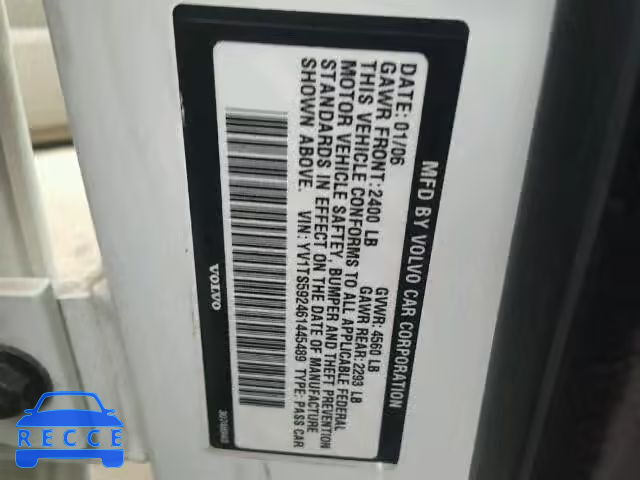 MFD BY VOLVO CAR CORPORATION
DATE: 01/06 GVWR: 4560 LB
GAWR FRONT: 2400 LB GAWR REAR: 2293 LB
THIS VEHICLE CONFORMS TO ALL APPLICABLE FEDERAL
MOTOR VEHICLE SAFTEY, BUMPER AND THEFT PREVENTION
STANDARDS IN EFFECT ON THE DATE OF MANUFACTURE
SHOWN ABOVE. VIN: YV1TS592461445489 TYPE: PASS CAR
VOLVO
RECCE